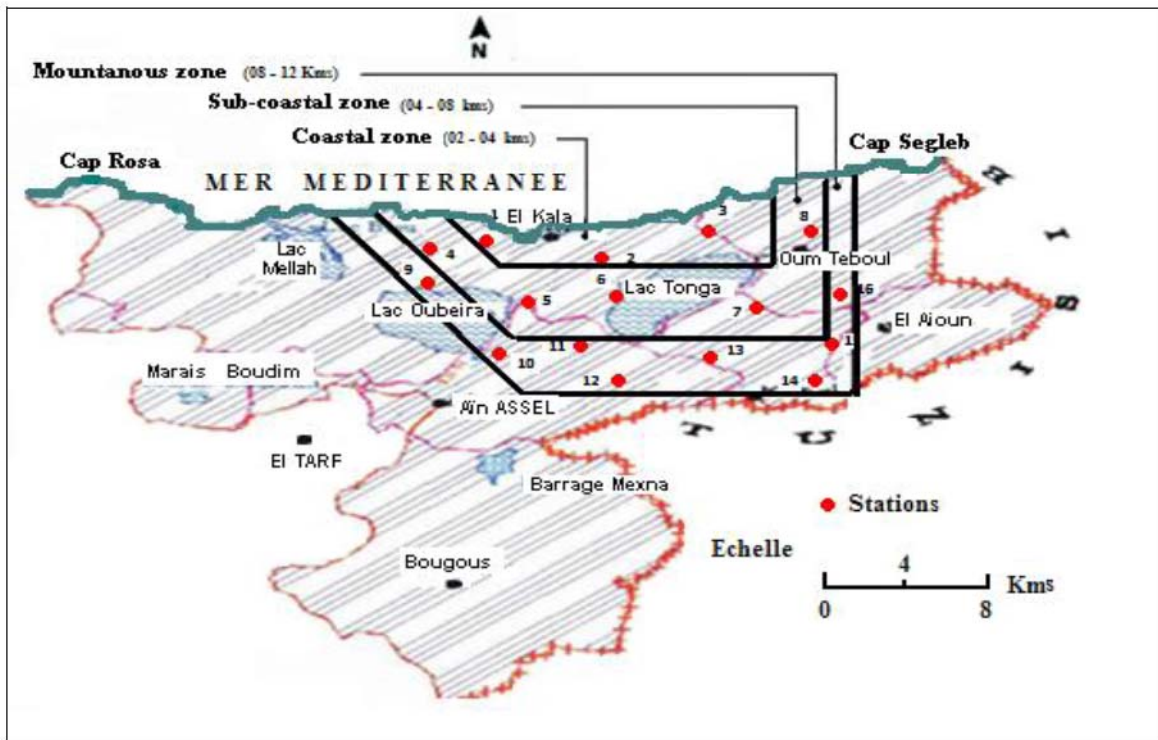 N
Mountanous zone (08 - 12 Kms)
Sub-coastal zone (04 - 08 kms)
Coastal zone (02 - 04 kms)
Cap Rosa
Cap Segleb
MER MEDITERRANEE
1
El Kala
3
8
Lac
Mellah
4
2
Oum Teboul
9
6
Lac Tonga
16
5
Lac Oubeira
7
El Aioun
11
13
1
10
Marais Boudim
12
14
Aïn ASSEL
TUNISIE
El TARF
Barrage Mexna
Stations
Echelle
Bougous
4
Kms
0
8